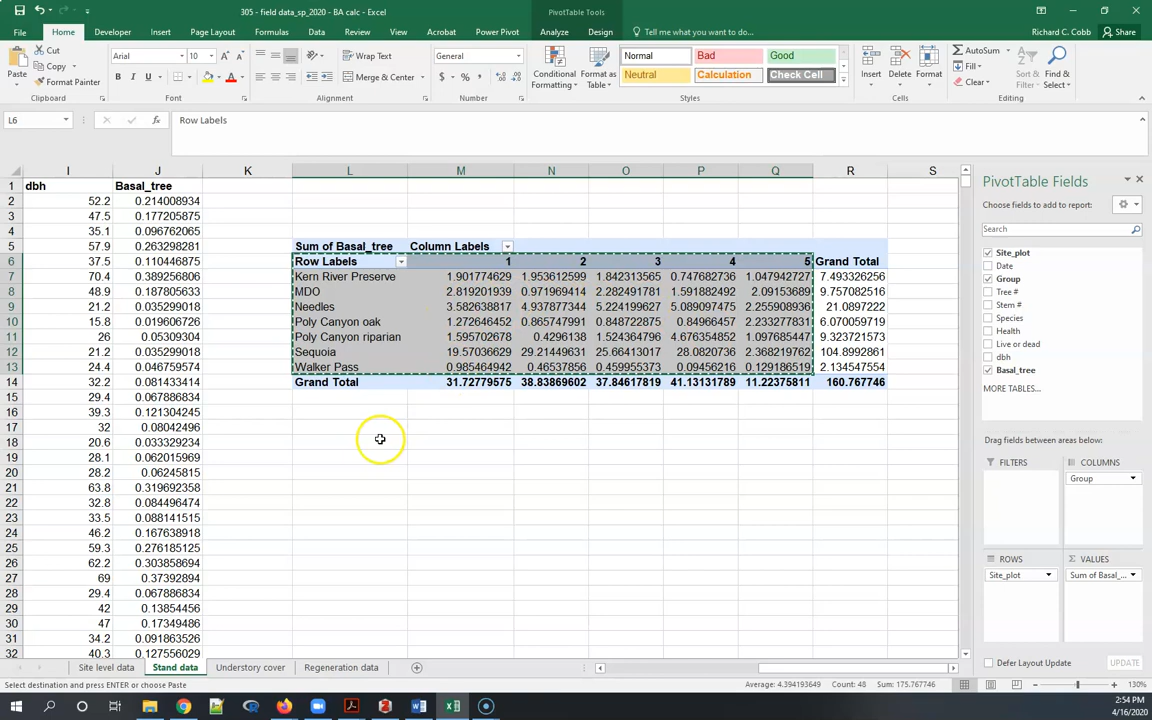 305 - field data_sp_2020 - BA calc - Excel
PivotTable Tools
Richard C. Cobb
Share
File Home Developer Insert Page Layout Formulas Data Review View Acrobat Power Pivot Analyze Design Tell me what you want to do...
Paste
Cut
Copy
Format Painter
Clipboard
Arial 10
B I U
Font
Wrap Text
Merge & Center
Alignment
General
$ % ,
Number
Conditional Formatting
Format as Table
Normal Bad Good
Neutral Calculation Check Cell
Styles
Insert Delete Format
Cells
AutoSum
Fill
Clear
Sort & Filter
Find & Select
Editing
L6
fx
Row Labels
I J K L M N O P Q R S
1 dbh Basal_tree
2 52.2 0.214008934
3 47.5 0.177205875
4 35.1 0.096762065
5 57.9 0.263298281 Sum of Basal_tree Column Labels
6 37.5 0.110446875 Row Labels 1 2 3 4 5 Grand Total
7 70.4 0.389256806 Kern River Preserve 1.901774629 1.953612599 1.842313565 0.747682736 1.047942727 7.493326256
8 48.9 0.187805633 MDO 2.819201939 0.971969414 2.282491781 1.591882492 2.09153689 9.757082516
9 21.2 0.035299018 Needles 3.582638817 4.937877344 5.224199627 5.089097475 2.255908936 21.0897222
10 15.8 0.019606726 Poly Canyon oak 1.272646452 0.865747991 0.848722875 0.84966457 2.233277831 6.070059719
11 26 0.05309304 Poly Canyon riparian 1.595702678 0.4296138 1.524364796 4.676354852 1.097685447 9.323721573
12 21.2 0.035299018 Sequoia 19.57036629 29.21449631 25.66413017 28.0820736 2.368219762 104.8992861
13 24.4 0.046759574 Walker Pass 0.985464942 0.46537856 0.459955373 0.09456216 0.129186519 2.134547554
14 32.2 0.081433414 Grand Total 31.72779575 38.83869602 37.84617819 41.13131789 11.22375811 160.767746
15 29.4 0.067886834
16 39.3 0.121304245
17 32 0.08042496
18 20.6 0.033329234
19 28.1 0.062015969
20 28.2 0.06245815
21 63.8 0.319692358
22 32.8 0.084496474
23 33.5 0.088141515
24 46.2 0.167638918
25 59.3 0.276185125
26 62.2 0.303858694
27 69 0.37392894
28 29.4 0.067886834
29 42 0.13854456
30 47 0.17349486
31 34.2 0.091863526
32 40.3 0.127556029
PivotTable Fields
Choose fields to add to report:
Search
Site_plot
Date
Group
Tree #
Stem #
Species
Health
Live or dead
dbh
Basal_tree
MORE TABLES...
Drag fields between areas below:
FILTERS COLUMNS
Group
ROWS Σ VALUES
Site_plot Sum of Basal_...
Defer Layout Update UPDATE
Site level data Stand data Understory cover Regeneration data
Select destination and press ENTER or choose Paste Average: 4.394193649 Count: 48 Sum: 175.767746 130%
2:54 PM
4/16/2020